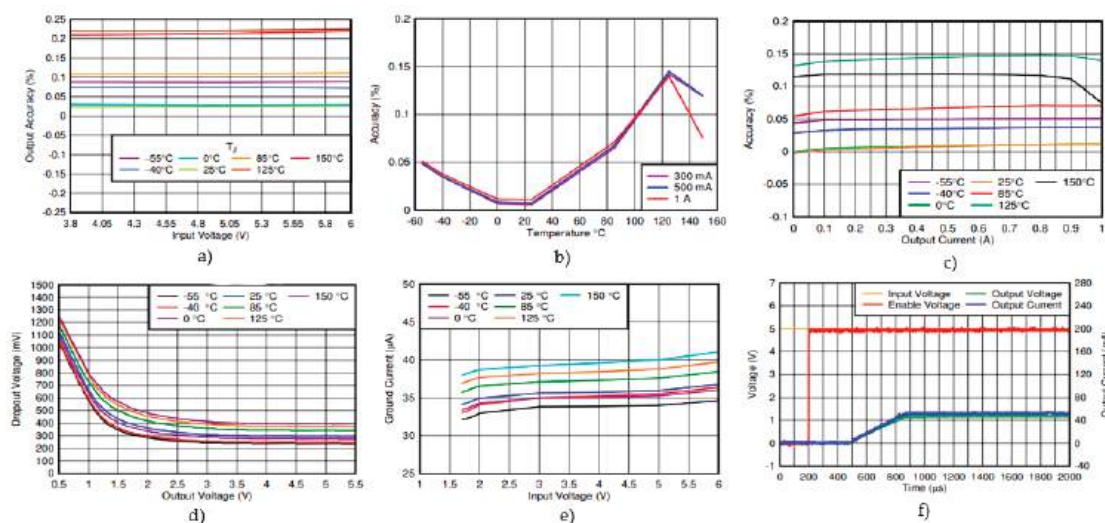 0.25
0.2
0.15
0.1
0.05
0
0.05
0.1
0.15
0.2
0.25
Output Accuracy (%)
TJ
-55°C 0°C 85°C 150°C
-40°C 25°C 125°C
3.8 4.05 4.3 4.55 4.8 5.05 5.3 5.55 6
Input Voltage (V)
a)
0.2
0.15
0.1
0.05
0
Accuracy (%)
300 mA
500 mA
1 A
-60 -40 -20 0 20 40 60 80 100 120 140 160
Temperature °C
b)
0.2
0.15
0.1
0.05
0
0.05
-0.1
Accuracy (%)
-55°C 25°C 150°C
-40°C 85°C
0°C 125°C
0 0.1 0.2 0.3 0.4 0.5 0.6 0.7 0.8 0.9 1
Output Current (A)
c)
1500
1400
1300
1200
1100
1000
900
800
700
600
500
400
300
200
100
0
Dropout Voltage (mV)
-55 °C 25 °C 150 °C
-40 °C 85 °C
0 °C 125 °C
0.5 1 1.5 2 2.5 3 3.5 4 4.5 5 5.5
Output Voltage (V)
d)
50
45
40
35
30
25
Ground Current (µA)
-55 °C 25 °C 150 °C
-40 °C 85 °C
0 °C 125 °C
1 1.5 2 2.5 3 3.5 4 4.5 5 5.5 6
Input Voltage (V)
e)
7
6
5
4
3
2
1
0
-1
Voltage (V)
Input Voltage Output Voltage
Enable Voltage Output Current
280
240
200
160
120
80
40
0
-40
Output Current
0 200 400 600 800 1000 1200 1400 1600 1800 2000
Time (µs)
f)